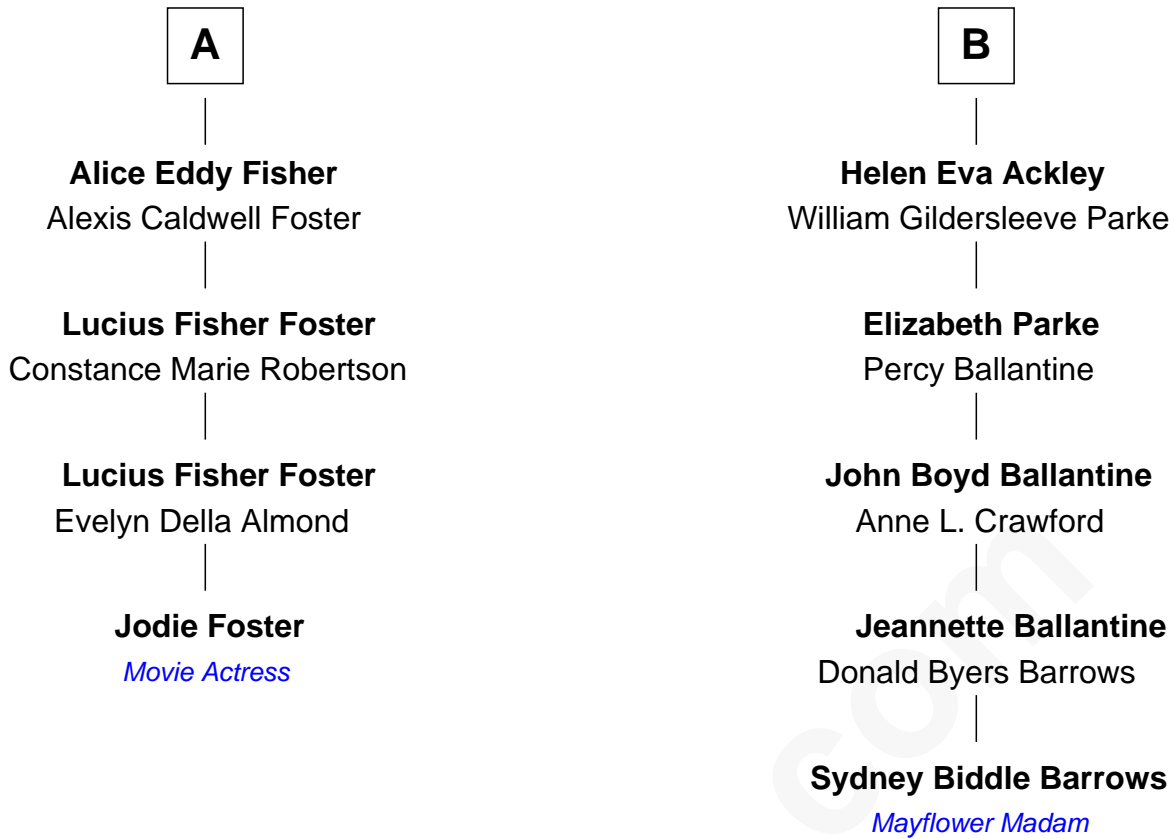 A
Alice Eddy Fisher
Alexis Caldwell Foster
Lucius Fisher Foster
Constance Marie Robertson
Lucius Fisher Foster
Evelyn Della Almond
Jodie Foster
Movie Actress
B
Helen Eva Ackley
William Gildersleeve Parke
Elizabeth Parke
Percy Ballantine
John Boyd Ballantine
Anne L. Crawford
Jeannette Ballantine
Donald Byers Barrows
Sydney Biddle Barrows
Mayflower Madam
com